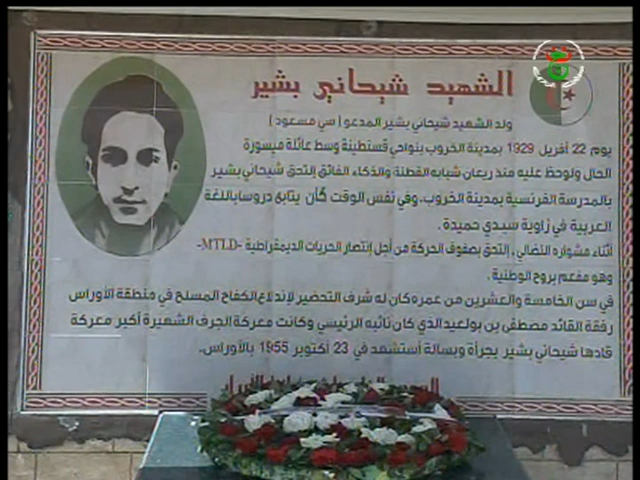 الشهيد شيحاني بشير
ولد الشهيد شيحاني بشير المدعو ( سي مسعود )
يوم 22 أفريل 1929 بمدينة الخروب بنواحي قسنطينة وسط عائلة ميسورة
الحال ولوحظ عليه منذ ريعان شبابه الفطنة والذكاء الفائق إلتحق شيحاني بشير
بالمدرسة الفرنسية بمدينة الخروب، وفي نفس الوقت كان يتابع دروسا باللغة
العربية في زاوية سيدي حميدة.
أثناء مشواره النضالي، إلتحق بصفوف الحركة من أجل إنتصار الحريات الديمقراطية -MTLD-
وهو مفعم بروح الوطنية .
في سن الخامسة والعشرين من عمره كان له شرف التحضير لإندلاع الكفاح المسلح في منطقة الأوراس
رفقة القائد مصطفى بن بولعيد الذي كان نائبه الرئيسي وكانت معركة الجرف الشهيرة أكبر معركة
قادها شيحاني بشير بجرأة وبسالة أستشهد في 23 أكتوبر 1955 بالأوراس.